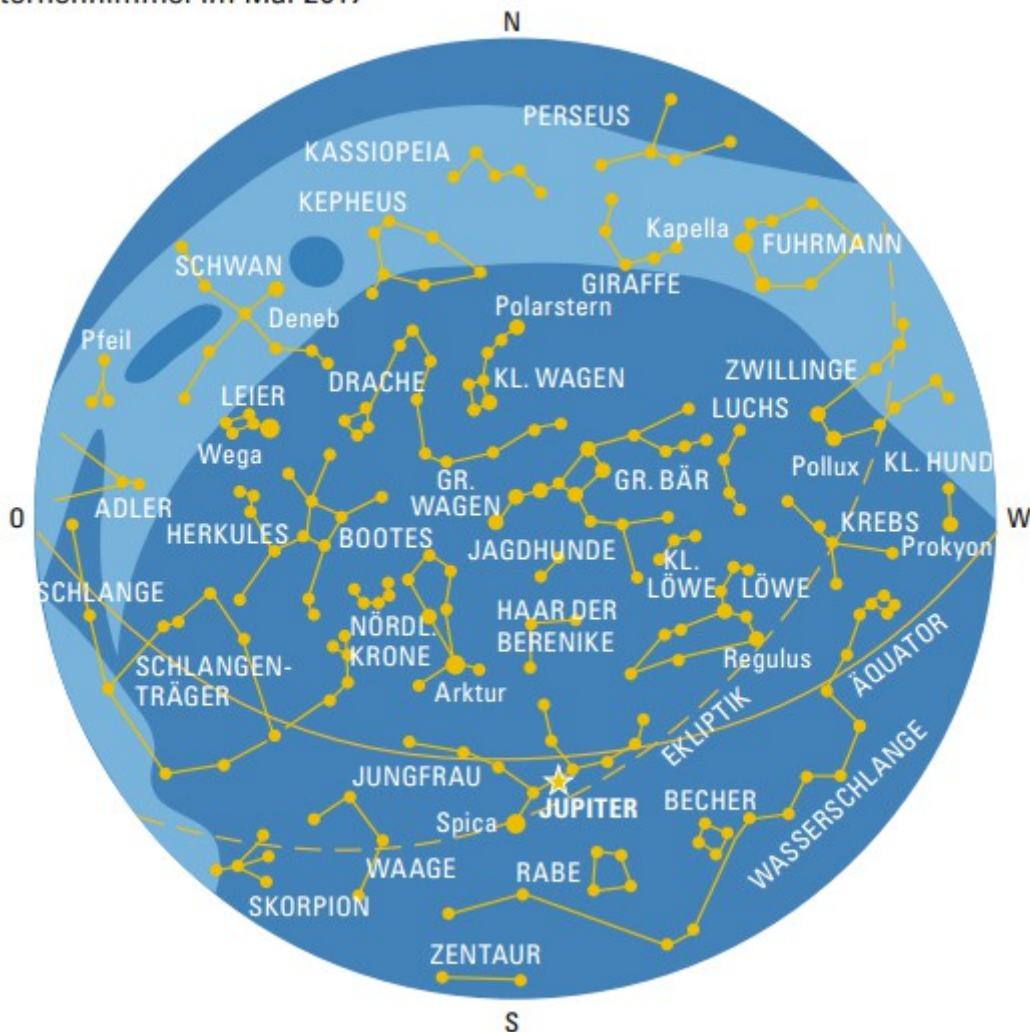 N
PERSEUS
KASSIOPEIA
KEPHEUS
Kapella
FUHRMANN
SCHWAN
GIRAFFE
Deneb
Polarstern
Pfeil
ZWILLINGE
DRACHE
KL. WAGEN
LEIER
LUCHS
Wega
Pollux
KL. HUND
GR.
WAGEN
GR. BÄR
ADLER
O
W
HERKULES
BOOTES
JAGDHUNDE
KREBS
Prokyon
KL.
LÖWE
LÖWE
SCHLANGE
HAAR DER
BERENIKE
NÖRDL.
KRONE
SCHLANGEN-
TRÄGER
Regulus
Arktur
ÄQUATOR
EKLIPTIK
JUNGFRAU
JUPITER
BECHER
WASSERSCHLANGE
Spica
WAAGE
RABE
SKORPION
ZENTAUR
S